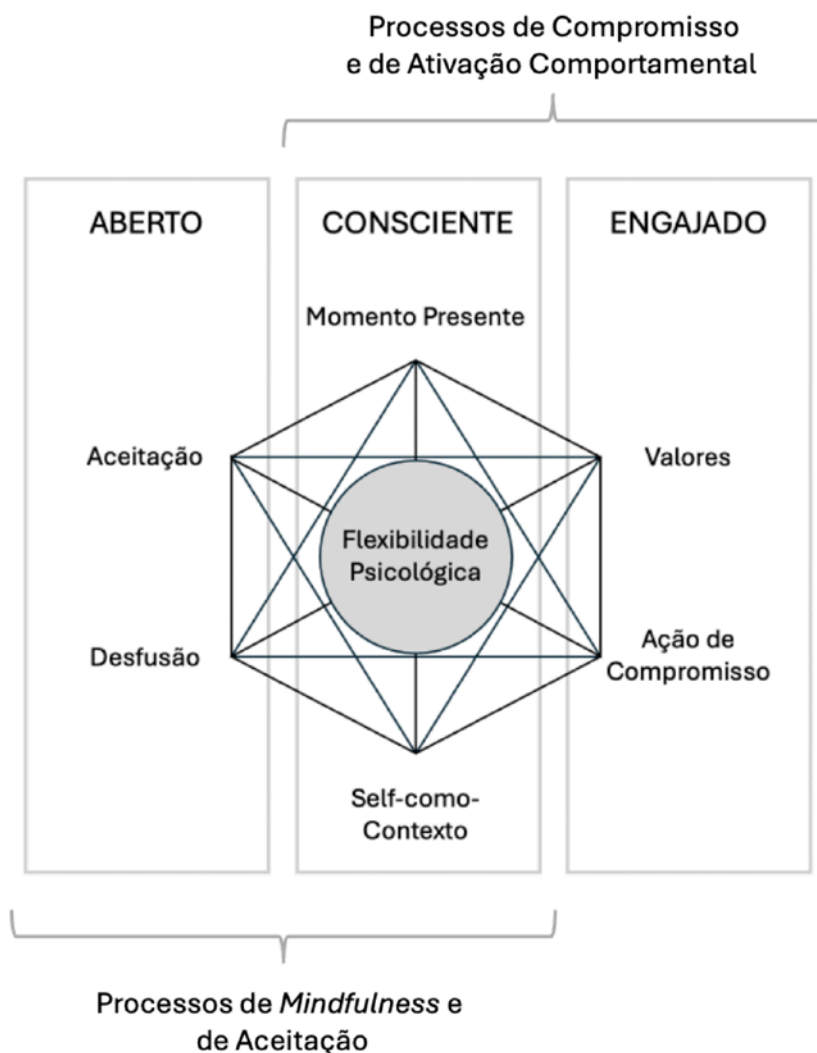 Processos de Compromisso
e de Ativação Comportamental
ABERTO
CONSCIENTE
ENGAJADO
Momento Presente
Aceitação
Valores
Flexibilidade
Psicológica
Desfusão
Ação de
Compromisso
Self-como-
Contexto
Processos de Mindfulness e
de Aceitação